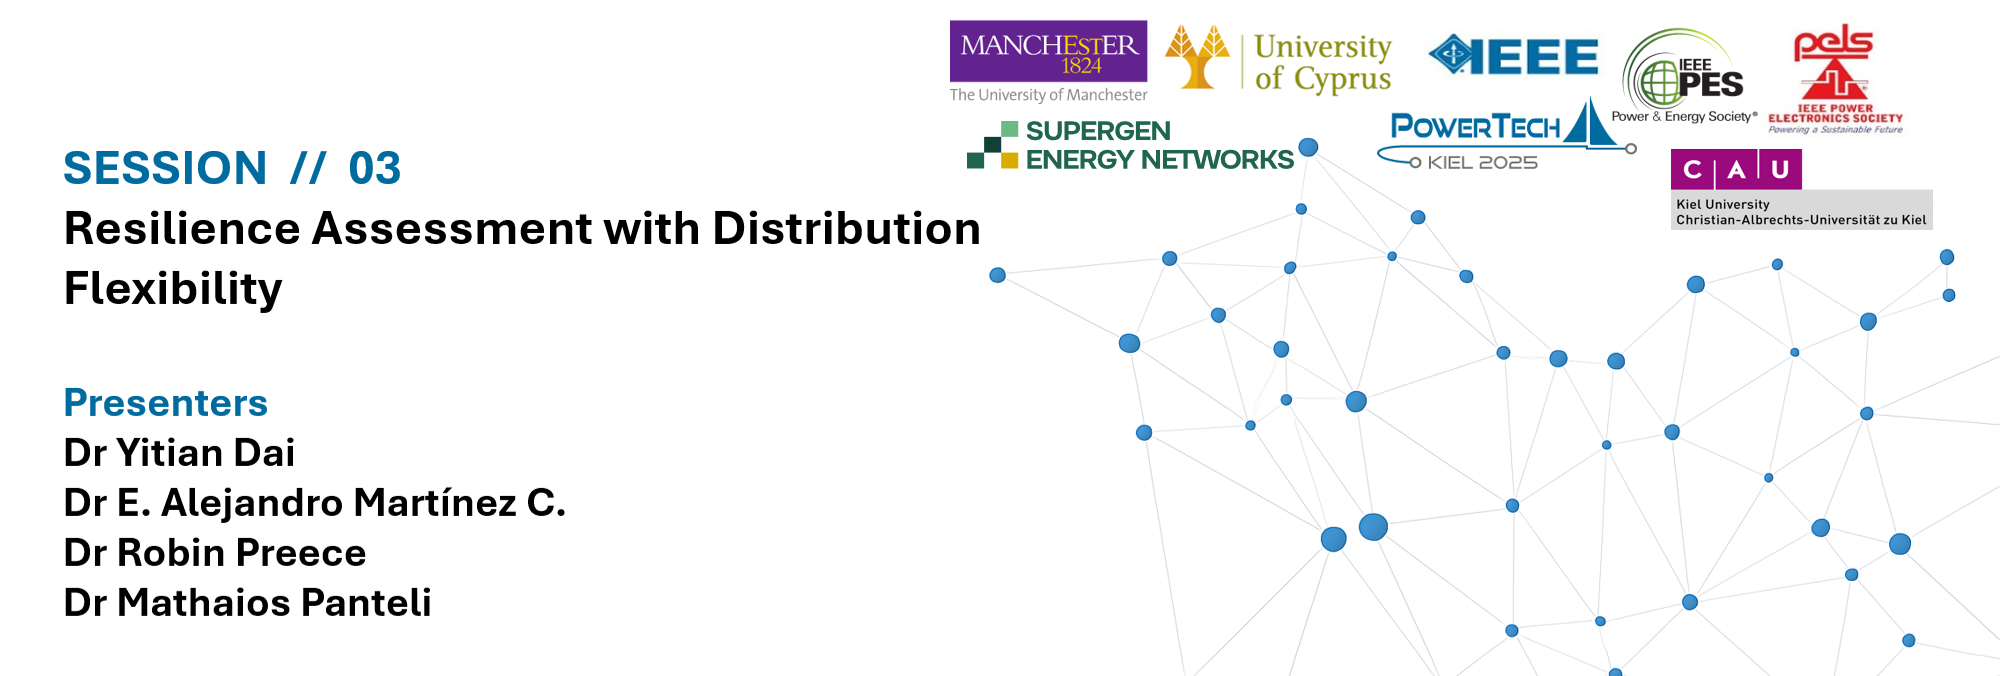 MANCHESTER
1824
The University of Manchester
University
of Cyprus
IEEE
IEEE
PES
Power & Energy Society®
pels
IEEE POWER
ELECTRONICS SOCIETY
Powering a Sustainable Future
SUPERGEN
ENERGY NETWORKS
POWERTECH
KIEL 2025
C A U
Kiel University
Christian-Albrechts-Universität zu Kiel
SESSION // 03
Resilience Assessment with Distribution
Flexibility
Presenters
Dr Yitian Dai
Dr E. Alejandro Martínez C.
Dr Robin Preece
Dr Mathaios Panteli